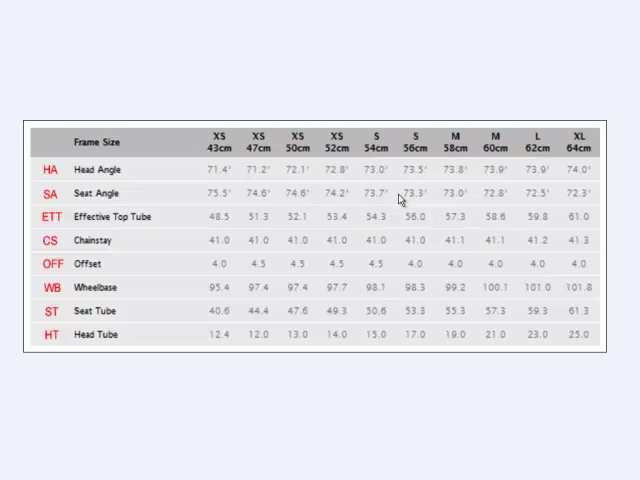 Frame Size XS 43cm XS 47cm XS 50cm XS 52cm S 54cm S 56cm M 58cm M 60cm L 62cm XL 64cm
HA Head Angle 71.4° 71.2° 72.1° 72.8° 73.0° 73.5° 73.8° 73.9° 73.9° 74.0°
SA Seat Angle 75.5° 74.6° 74.6° 74.2° 73.7° 73.3° 73.0° 72.8° 72.5° 72.3°
ETT Effective Top Tube 48.5 51.3 52.1 53.4 54.3 56.0 57.3 58.6 59.8 61.0
CS Chainstay 41.0 41.0 41.0 41.0 41.0 41.0 41.1 41.1 41.2 41.3
OFF Offset 4.0 4.5 4.5 4.5 4.5 4.0 4.0 4.0 4.0 4.0
WB Wheelbase 95.4 97.4 97.4 97.7 98.1 98.3 99.2 100.1 101.0 101.8
ST Seat Tube 40.6 44.4 47.6 49.3 50.6 53.3 55.3 57.3 59.3 61.3
HT Head Tube 12.4 12.0 13.0 14.0 15.0 17.0 19.0 21.0 23.0 25.0